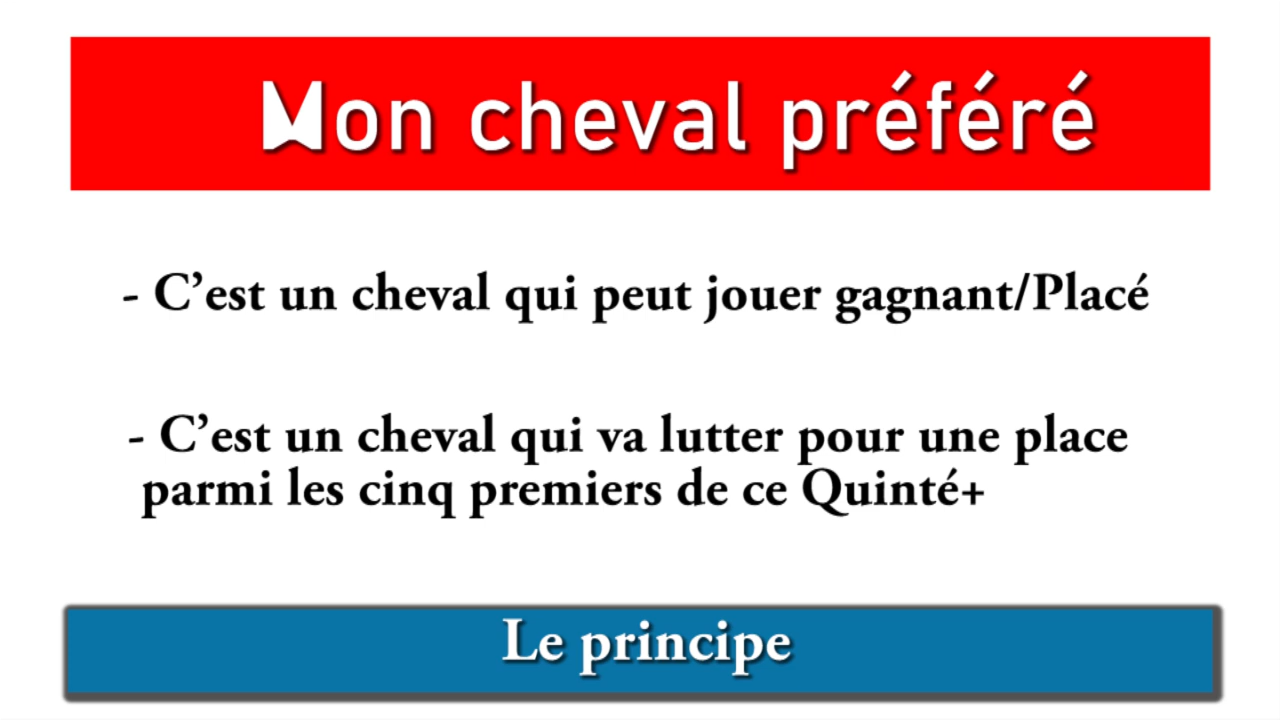 Mon cheval préféré
- C’est un cheval qui peut jouer gagnant/Placé
- C’est un cheval qui va lutter pour une place
parmi les cinq premiers de ce Quinté+
Le principe